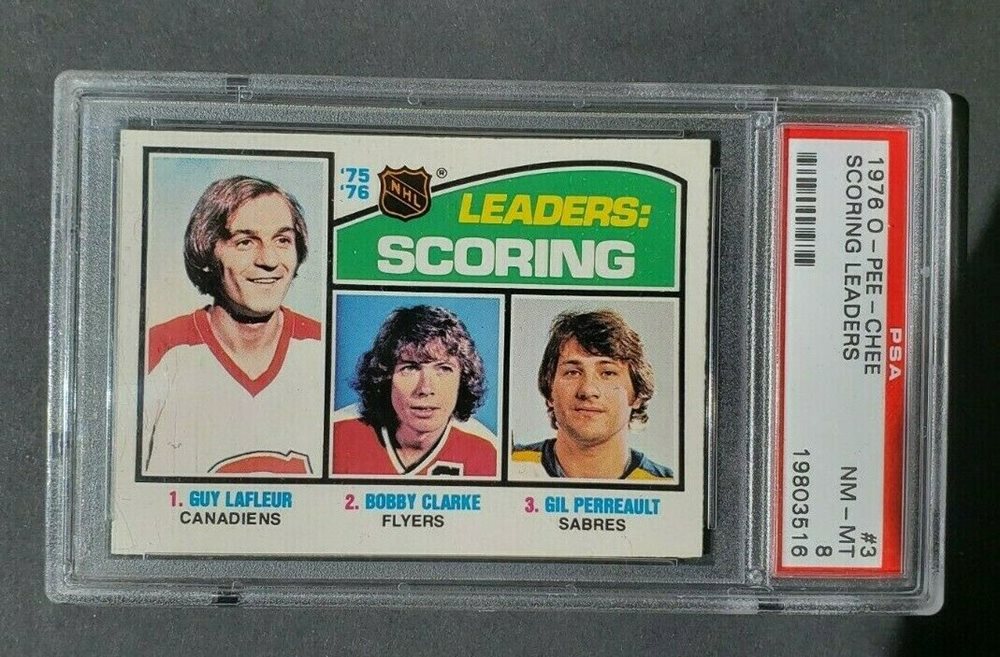 '75
'76
NHL
®
LEADERS:
SCORING
1. GUY LAFLEUR
CANADIENS
2. BOBBY CLARKE
FLYERS
3. GIL PERREAULT
SABRES
PSA
1976 O-PEE-CHEE #3
SCORING LEADERS NM-MT
8
19803516